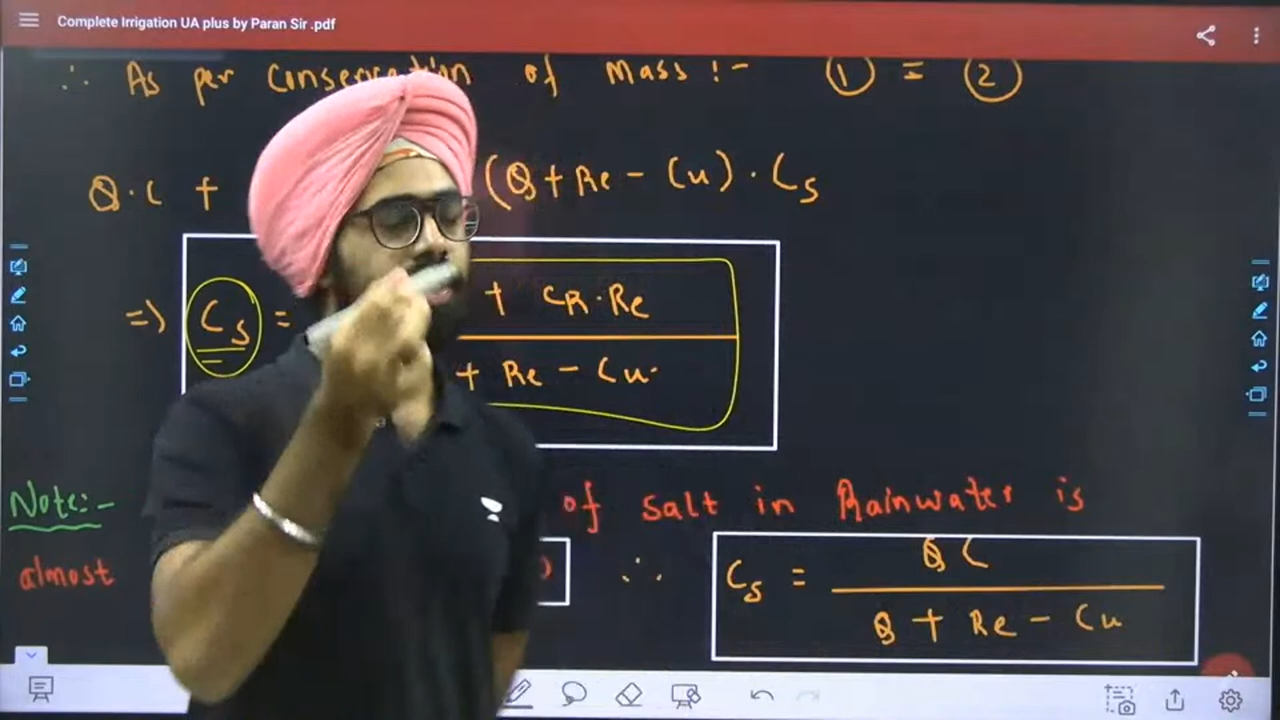 Complete Irrigation UA plus by Paran Sir .pdf
∴ As per Conservation of Mass :- ① = ②
Q·C + (Q + Re - Cu) · Cs
=> Cs = + CR·Re
+ Re - Cu
Note:- of salt in Rainwater is
almost ∴ Cs = QC
Q + Re - Cu